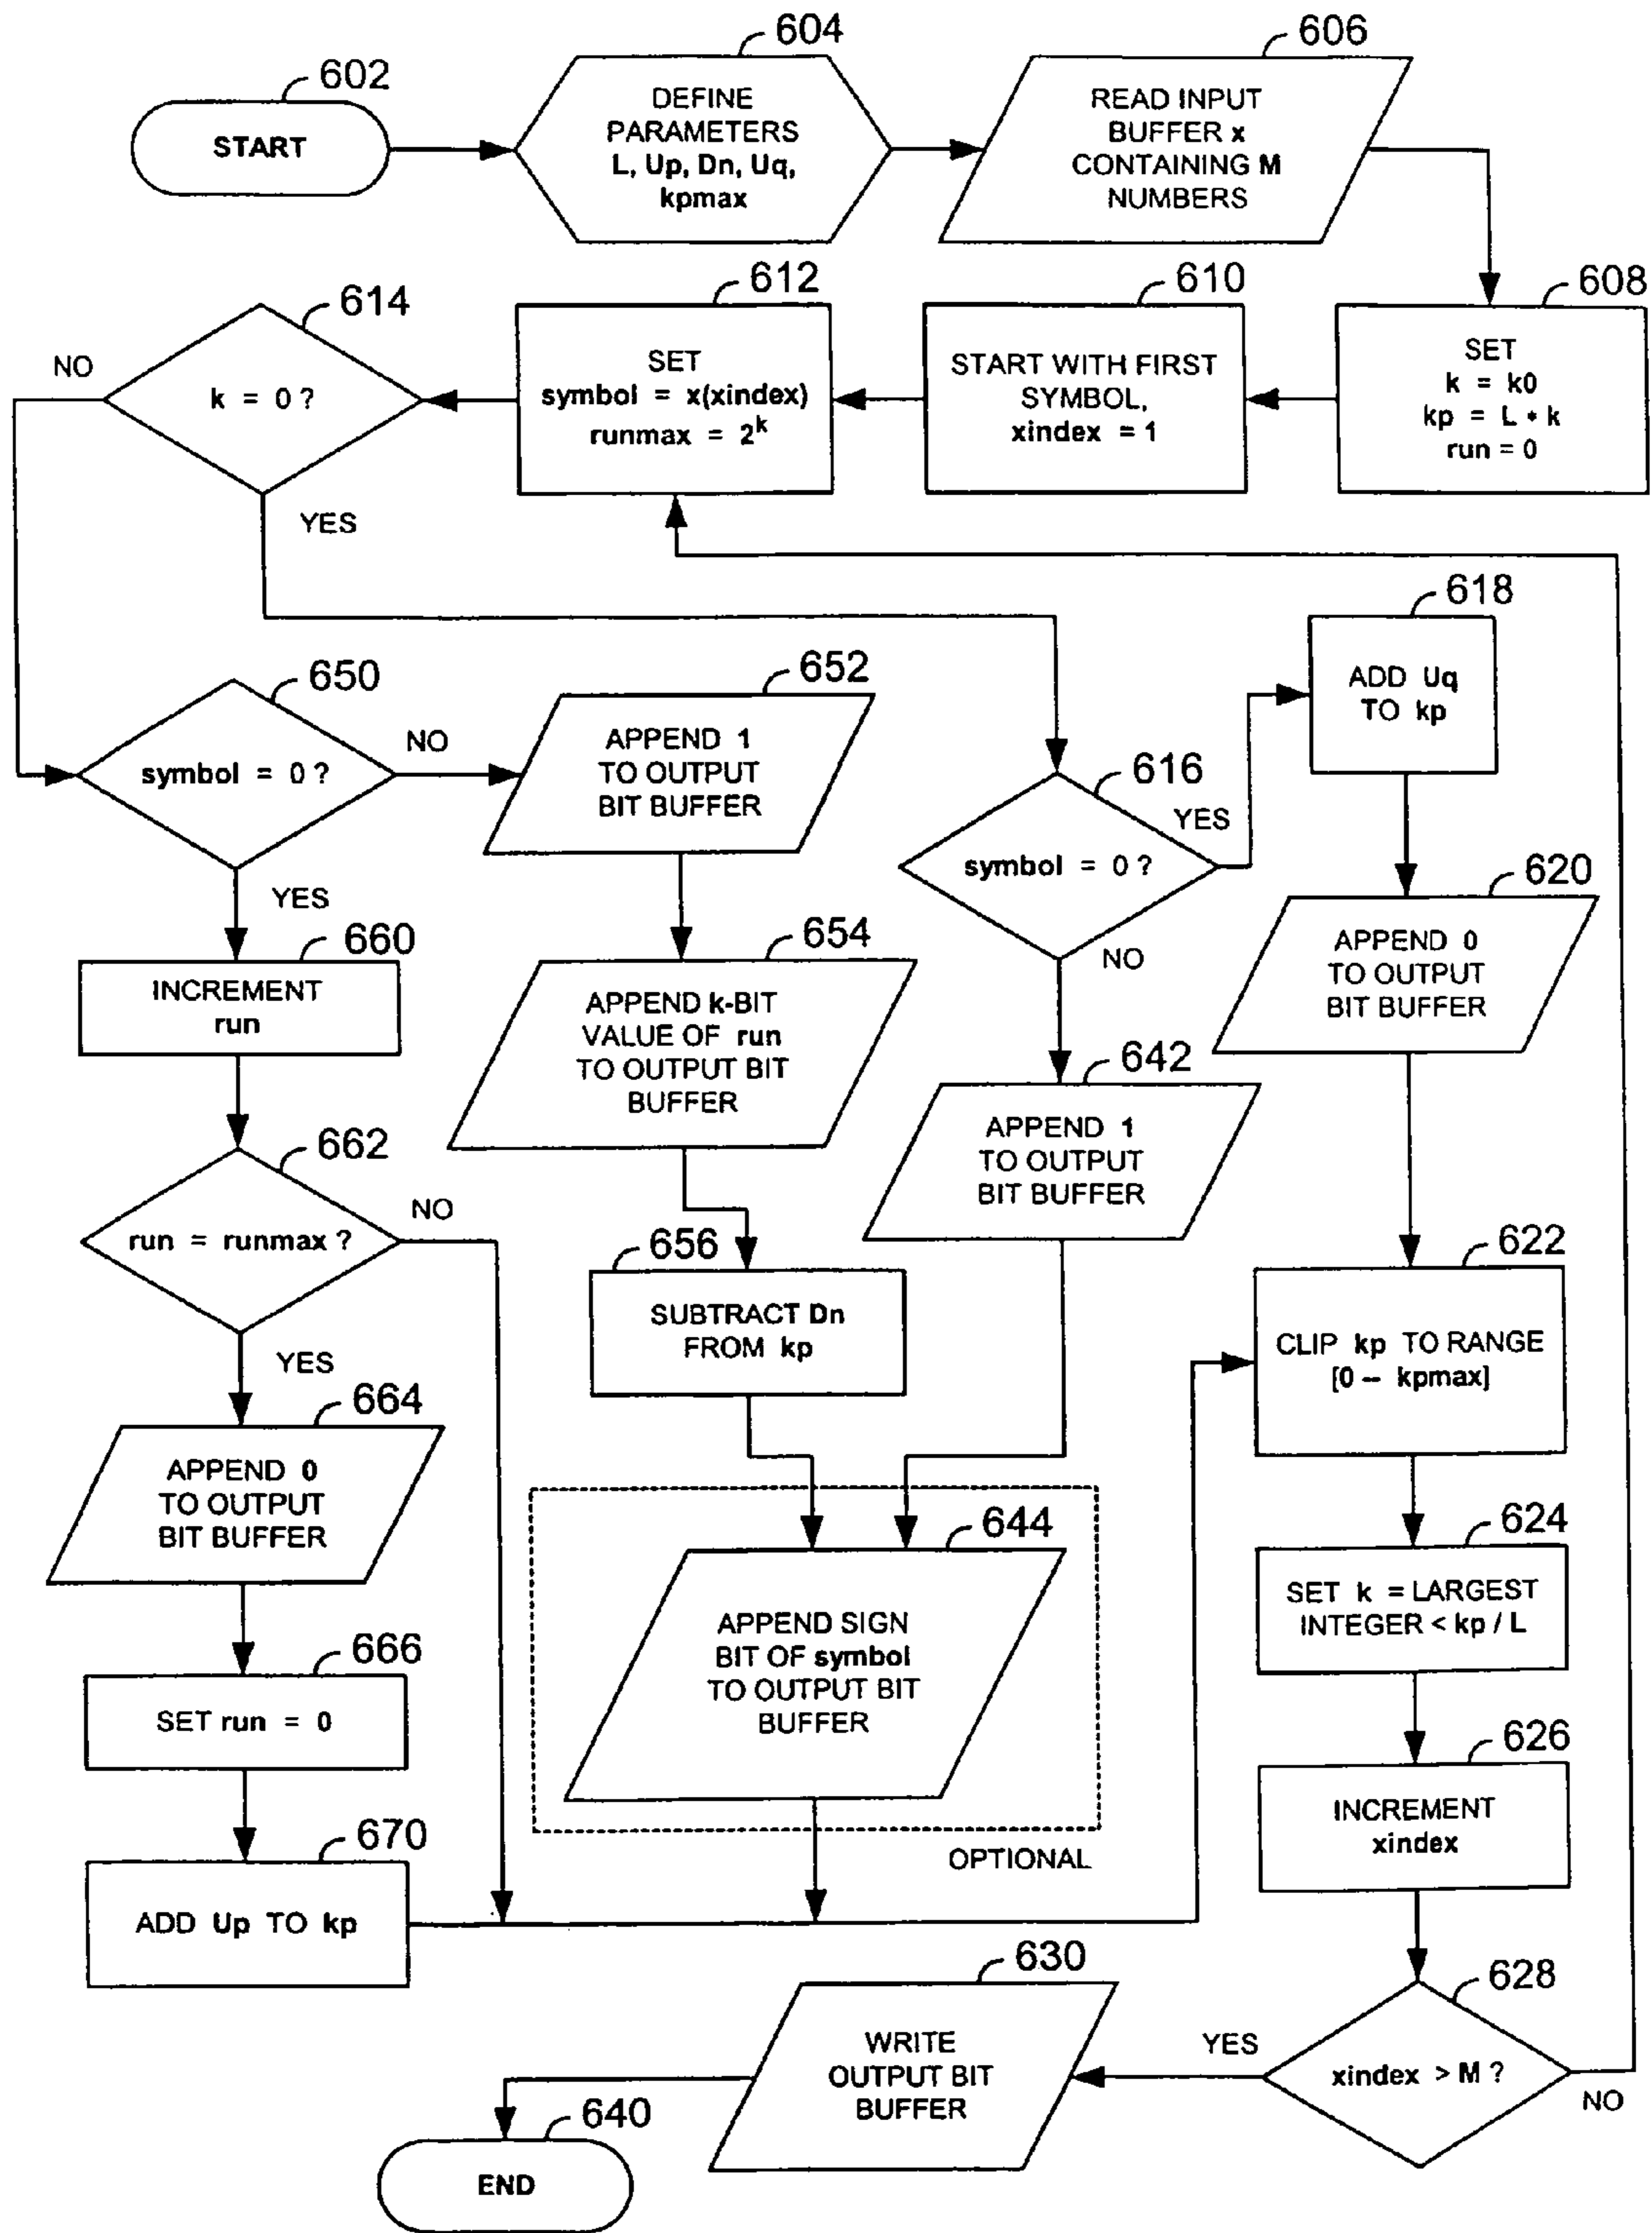 602
START
604
DEFINE
PARAMETERS
L, Up, Dn, Uq,
kpmax
606
READ INPUT
BUFFER x
CONTAINING M
NUMBERS
608
SET
k = k0
kp = L * k
run = 0
610
START WITH FIRST
SYMBOL,
xindex = 1
612
SET
symbol = x(xindex)
runmax = 2^k
614
k = 0 ?
NO
YES
650
symbol = 0 ?
NO
YES
652
APPEND 1
TO OUTPUT
BIT BUFFER
616
symbol = 0 ?
YES
NO
618
ADD Uq
TO kp
620
APPEND 0
TO OUTPUT
BIT BUFFER
660
INCREMENT
run
654
APPEND k-BIT
VALUE OF run
TO OUTPUT BIT
BUFFER
642
APPEND 1
TO OUTPUT
BIT BUFFER
662
run = runmax ?
NO
YES
656
SUBTRACT Dn
FROM kp
622
CLIP kp TO RANGE
[0 – kpmax]
664
APPEND 0
TO OUTPUT
BIT BUFFER
644
APPEND SIGN
BIT OF symbol
TO OUTPUT BIT
BUFFER
OPTIONAL
624
SET k = LARGEST
INTEGER < kp / L
666
SET run = 0
626
INCREMENT
xindex
670
ADD Up TO kp
628
xindex > M ?
YES
NO
630
WRITE
OUTPUT BIT
BUFFER
640
END